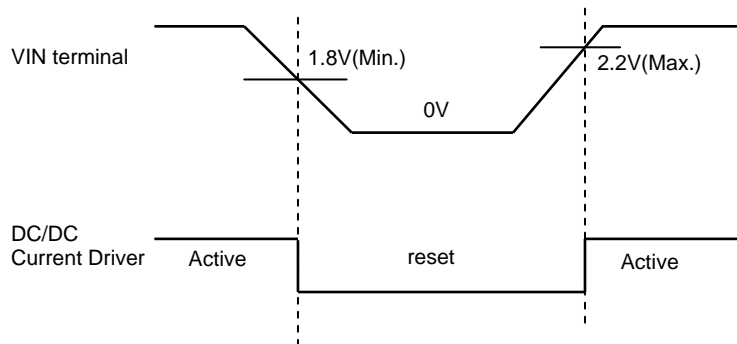 VIN terminal
1.8V(Min.)
2.2V(Max.)
0V
DC/DC
Current Driver
Active
reset
Active